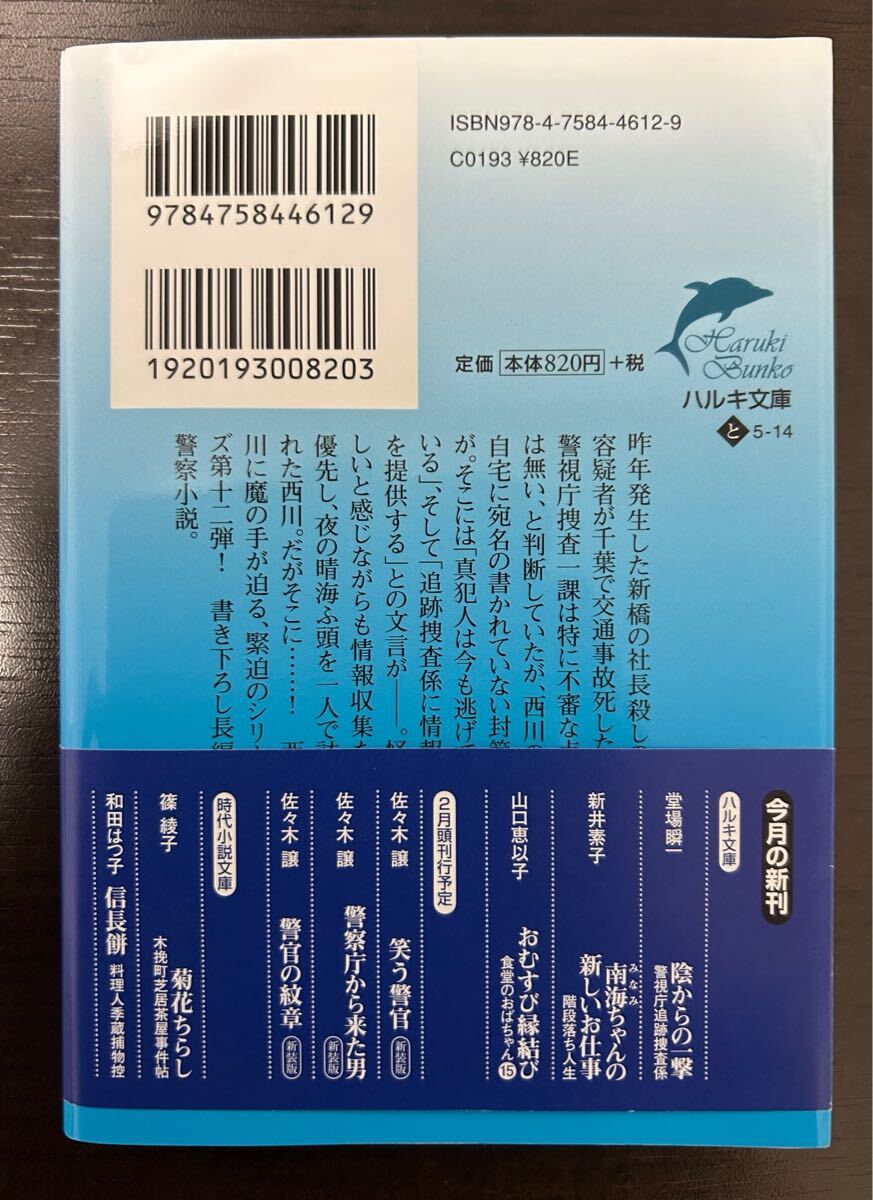 ISBN978-4-7584-4612-9
C0193 ¥820E
9784758446129
1920193008203
定価 本体820円 +税
Haruki
Bunko
ハルキ文庫
と 5-14
昨年発生した新橋の社長殺しの
容疑者が千葉で交通事故死した
警視庁捜査一課は特に不審な点
は無い、と判断していたが、西川の
自宅に宛名の書かれていない封筒
が。そこには「真犯人は今も逃げて
いる」、そして「追跡捜査係に情報
を提供する」との文言が――。怪
しいと感じながらも情報収集を
優先し、夜の晴海ふ頭を一人で訪
れた西川。だがそこに……! 西
川に魔の手が迫る、緊迫のシリー
ズ第十二弾! 書き下ろし長編
警察小説。
今月の新刊
ハルキ文庫
堂場瞬一 陰からの一撃 警視庁追跡捜査係
新井素子 南海ちゃんの新しいお仕事 階段落ち人生
みなみ
山口恵以子 おむすび縁結び 食堂のおばちゃん15
2月頭刊行予定
佐々木 譲 笑う警官 新装版
佐々木 譲 警察庁から来た男 新装版
佐々木 譲 警官の紋章 新装版
時代小説文庫
篠 綾子 菊花ちらし 木挽町芝居茶屋事件帖
和田はつ子 信長餅 料理人季蔵捕物控